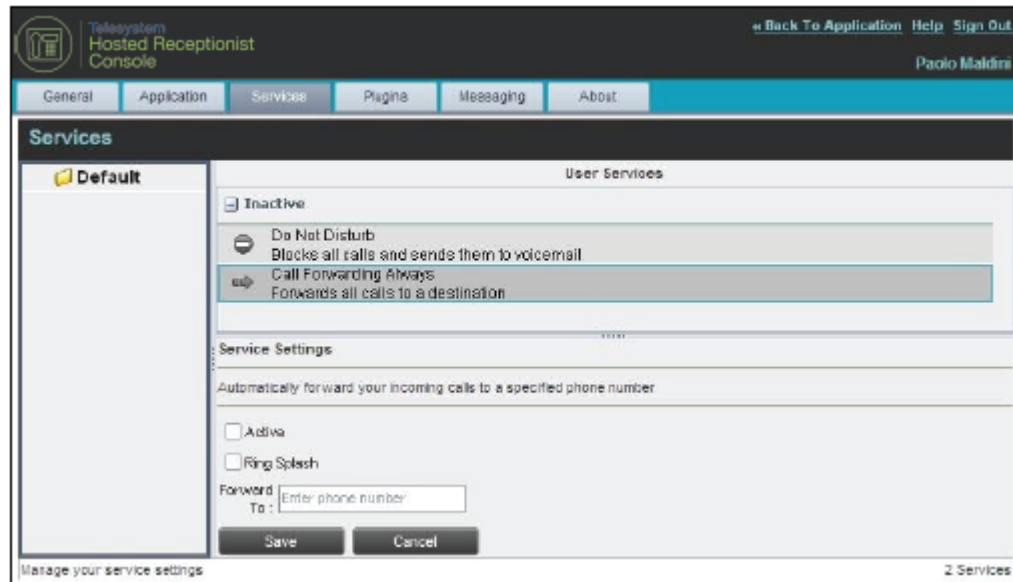 « Back To Application Help Sign Out
Telesystem
Hosted Receptionist
Console
Paolo Maldini
General Application Services Plugins Messaging About
Services
Default
User Services
Inactive
Do Not Disturb
Blocks all calls and sends them to voicemail
Call Forwarding Always
Forwards all calls to a destination
Service Settings
Automatically forward your incoming calls to a specified phone number
Active
Ring Splash
Forward
To :
Enter phone number
Save Cancel
Manage your service settings 2 Services